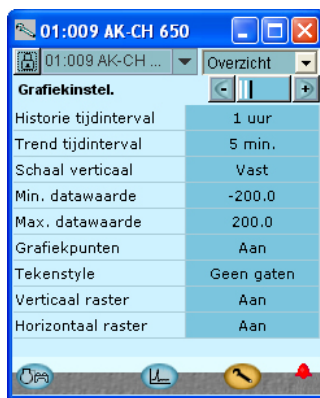 01:009 AK-CH 650
01:009 AK-CH ... Overzicht
Grafiekinstel.
Historie tijdinterval 1 uur
Trend tijdinterval 5 min.
Schaal verticaal Vast
Min. datawaarde -200.0
Max. datawaarde 200.0
Grafiekpunten Aan
Tekenstyle Geen gaten
Verticaal raster Aan
Horizontaal raster Aan